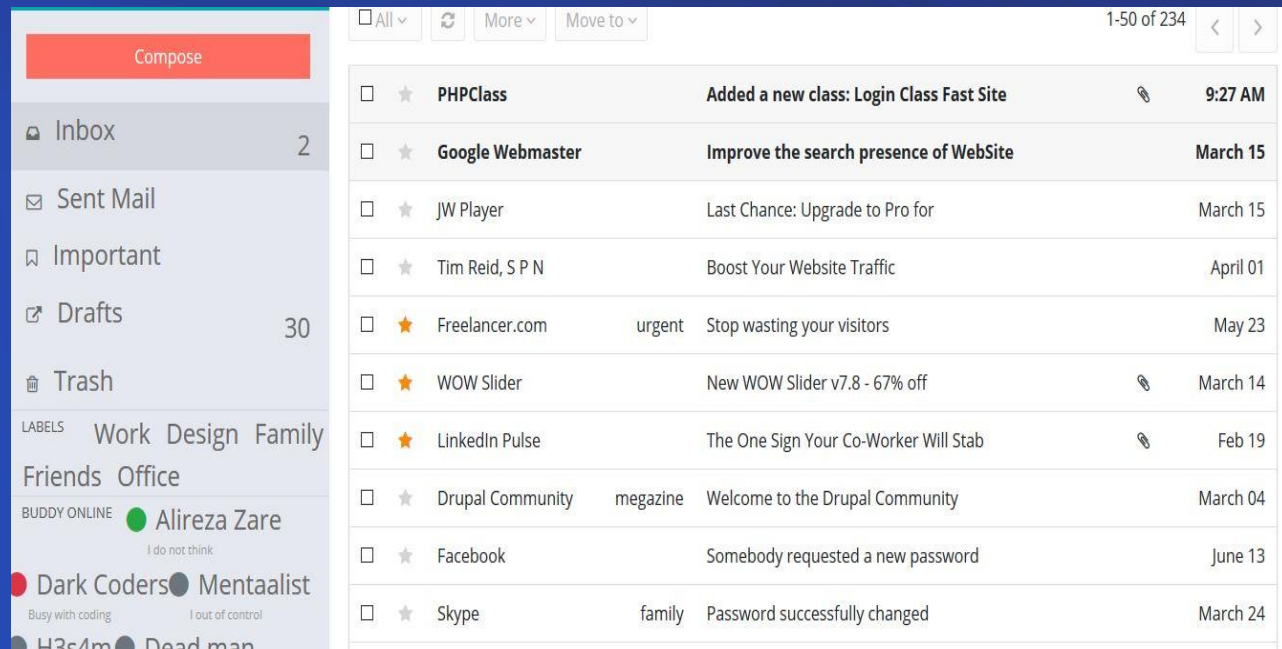 Compose
Inbox 2
Sent Mail
Important
Drafts 30
Trash
LABELS Work Design Family
Friends Office
BUDDY ONLINE Alireza Zare
I do not think
Dark Coders Mentaalist
Busy with coding I out of control
H3s4m Dead man
All More Move to 1-50 of 234
PHPClass Added a new class: Login Class Fast Site 9:27 AM
Google Webmaster Improve the search presence of WebSite March 15
JW Player Last Chance: Upgrade to Pro for March 15
Tim Reid, S P N Boost Your Website Traffic April 01
Freelancer.com urgent Stop wasting your visitors May 23
WOW Slider New WOW Slider v7.8 - 67% off March 14
LinkedIn Pulse The One Sign Your Co-Worker Will Stab Feb 19
Drupal Community megazine Welcome to the Drupal Community March 04
Facebook Somebody requested a new password June 13
Skype family Password successfully changed March 24